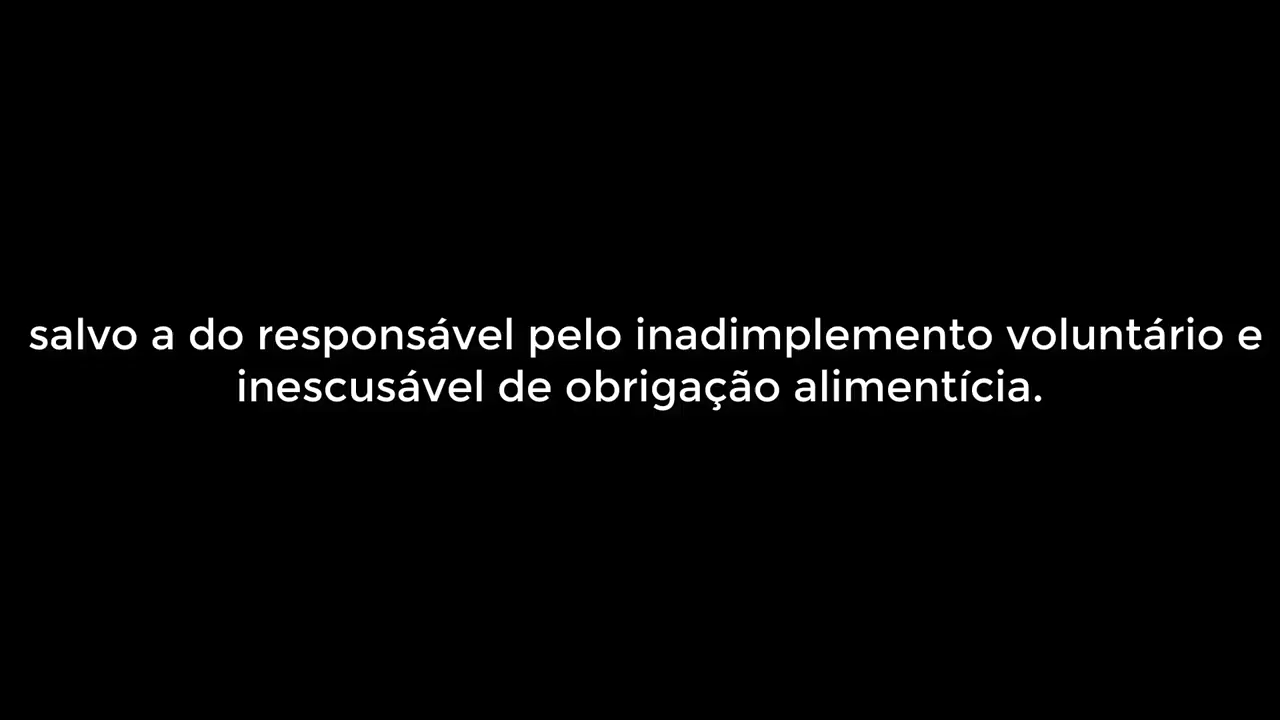 salvo a do responsável pelo inadimplemento voluntário e
inescusável de obrigação alimentícia.